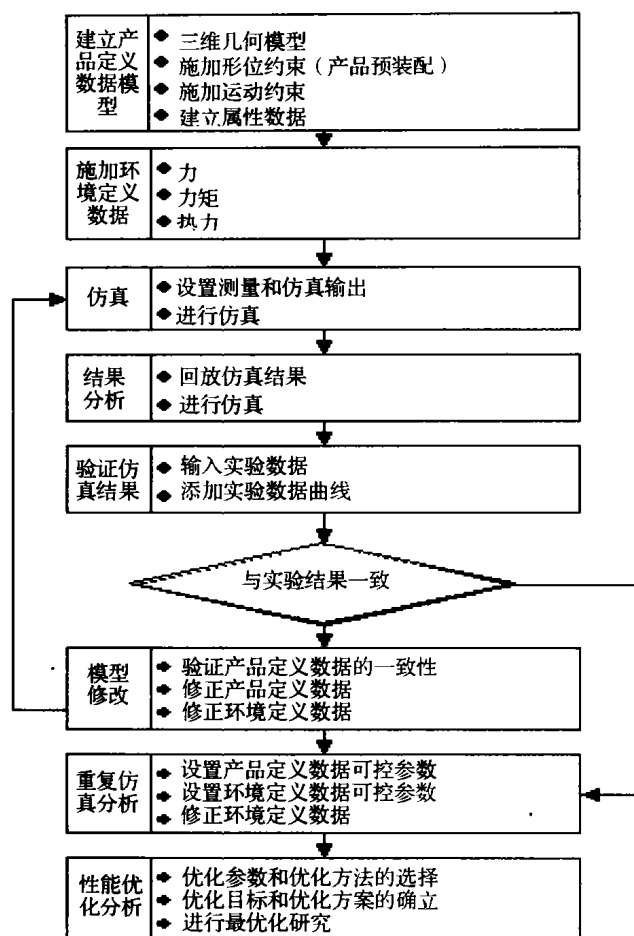 建立产
品定义
数据模
型
◆ 三维几何模型
◆ 施加形位约束（产品预装配）
◆ 施加运动约束
◆ 建立属性数据
施加环
境定义
数据
◆ 力
◆ 力矩
◆ 热力
仿真
◆ 设置测量和仿真输出
◆ 进行仿真
结果
分析
◆ 回放仿真结果
◆ 进行仿真
验证仿
真结果
◆ 输入实验数据
◆ 添加实验数据曲线
与实验结果一致
模型
修改
◆ 验证产品定义数据的一致性
◆ 修正产品定义数据
◆ 修正环境定义数据
重复仿
真分析
◆ 设置产品定义数据可控参数
◆ 设置环境定义数据可控参数
◆ 修正环境定义数据
性能优
化分析
◆ 优化参数和优化方法的选择
◆ 优化目标和优化方案的确立
◆ 进行最优化研究